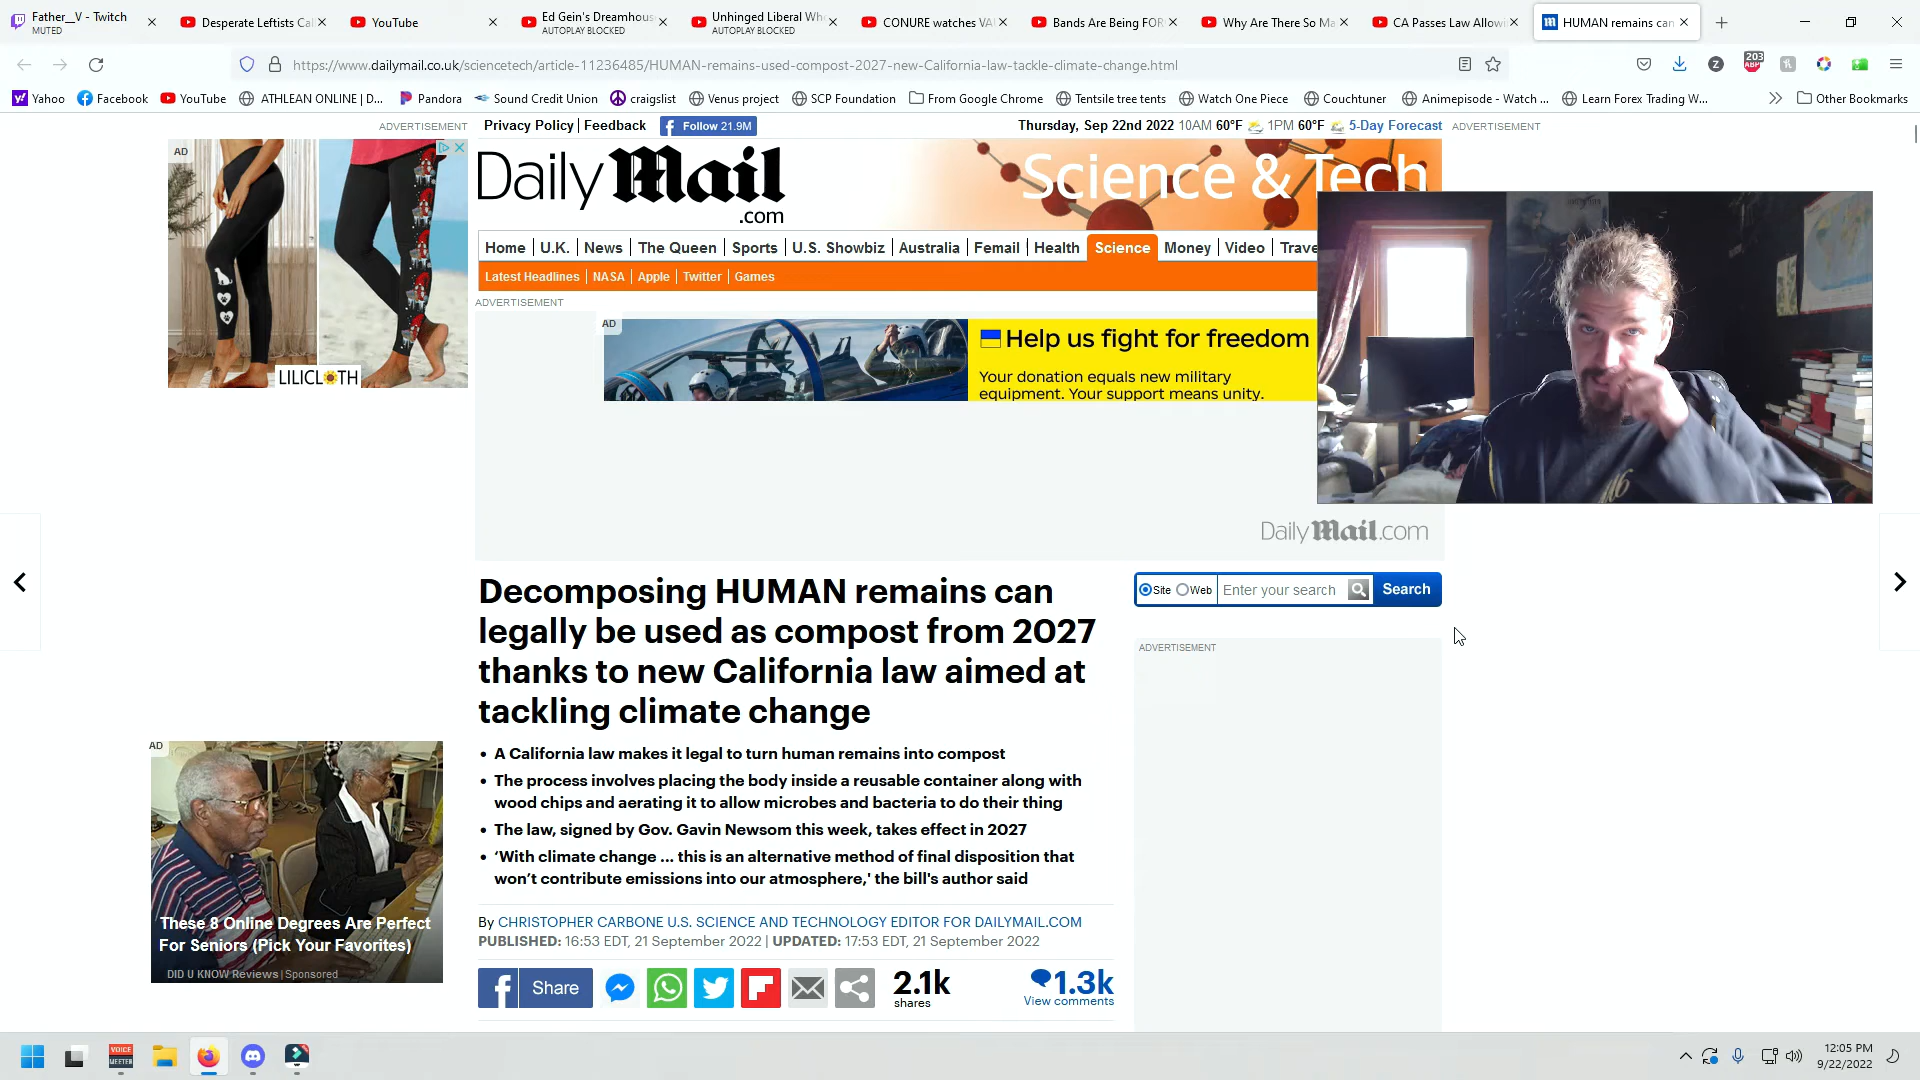 Father__V - Twitch
MUTED
Desperate Leftists Cal
YouTube
Ed Gein's Dreamhous
AUTOPLAY BLOCKED
Unhinged Liberal Wh
AUTOPLAY BLOCKED
CONURE watches VA
Bands Are Being FOR
Why Are There So Ma
CA Passes Law Allowi
HUMAN remains can
https://www.dailymail.co.uk/sciencetech/article-11236485/HUMAN-remains-used-compost-2027-new-California-law-tackle-climate-change.html
203
ABP
Yahoo
Facebook
YouTube
ATHLEAN ONLINE | D...
Pandora
Sound Credit Union
craigslist
Venus project
SCP Foundation
From Google Chrome
Tentsile tree tents
Watch One Piece
Couchtuner
Animepisode - Watch ...
Learn Forex Trading W...
Other Bookmarks
ADVERTISEMENT
Privacy Policy | Feedback
Follow 21.9M
Thursday, Sep 22nd 2022 10AM 60°F 1PM 60°F 5-Day Forecast
ADVERTISEMENT
AD
LILICLOTH
Daily Mail
.com
Science & Tech
Home | U.K. | News | The Queen | Sports | U.S. Showbiz | Australia | Femail | Health | Science | Money | Video | Trave
Latest Headlines | NASA | Apple | Twitter | Games
ADVERTISEMENT
AD
Help us fight for freedom
Your donation equals new military
equipment. Your support means unity.
Daily Mail.com
Decomposing HUMAN remains can
legally be used as compost from 2027
thanks to new California law aimed at
tackling climate change
Site Web Enter your search Search
ADVERTISEMENT
• A California law makes it legal to turn human remains into compost
• The process involves placing the body inside a reusable container along with
wood chips and aerating it to allow microbes and bacteria to do their thing
• The law, signed by Gov. Gavin Newsom this week, takes effect in 2027
• ‘With climate change ... this is an alternative method of final disposition that
won’t contribute emissions into our atmosphere,' the bill's author said
By CHRISTOPHER CARBONE U.S. SCIENCE AND TECHNOLOGY EDITOR FOR DAILYMAIL.COM
PUBLISHED: 16:53 EDT, 21 September 2022 | UPDATED: 17:53 EDT, 21 September 2022
Share
2.1k
shares
1.3k
View comments
AD
These 8 Online Degrees Are Perfect
For Seniors (Pick Your Favorites)
DID U KNOW Reviews | Sponsored
VOICE
MEETER
12:05 PM
9/22/2022